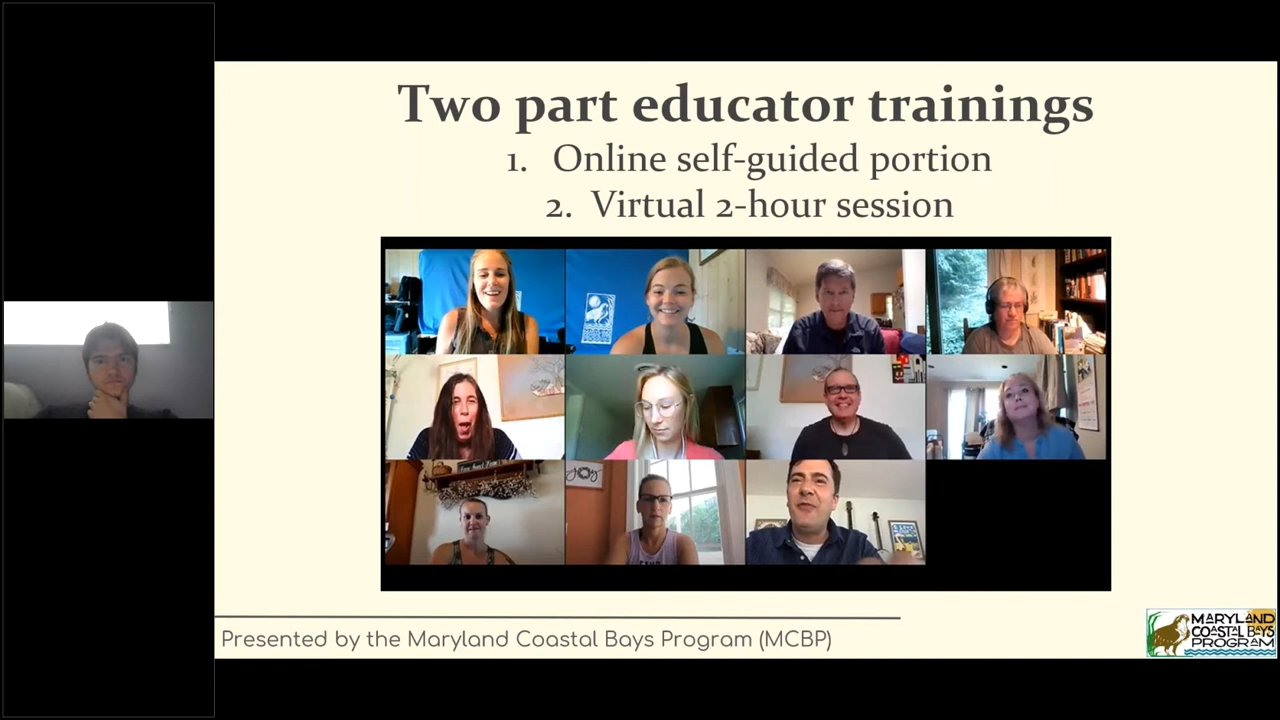 Two part educator trainings
1. Online self-guided portion
2. Virtual 2-hour session
Joy
Presented by the Maryland Coastal Bays Program (MCBP)
MARYLAND
COASTAL BAYS
PROGRAM